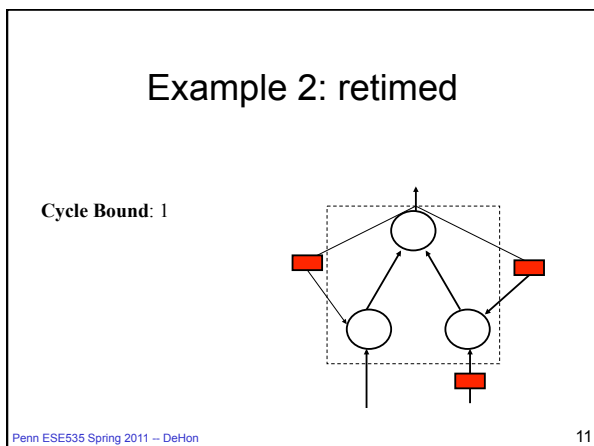 Example 2: retimed
Cycle Bound: 1
Penn ESE535 Spring 2011 -- DeHon
11